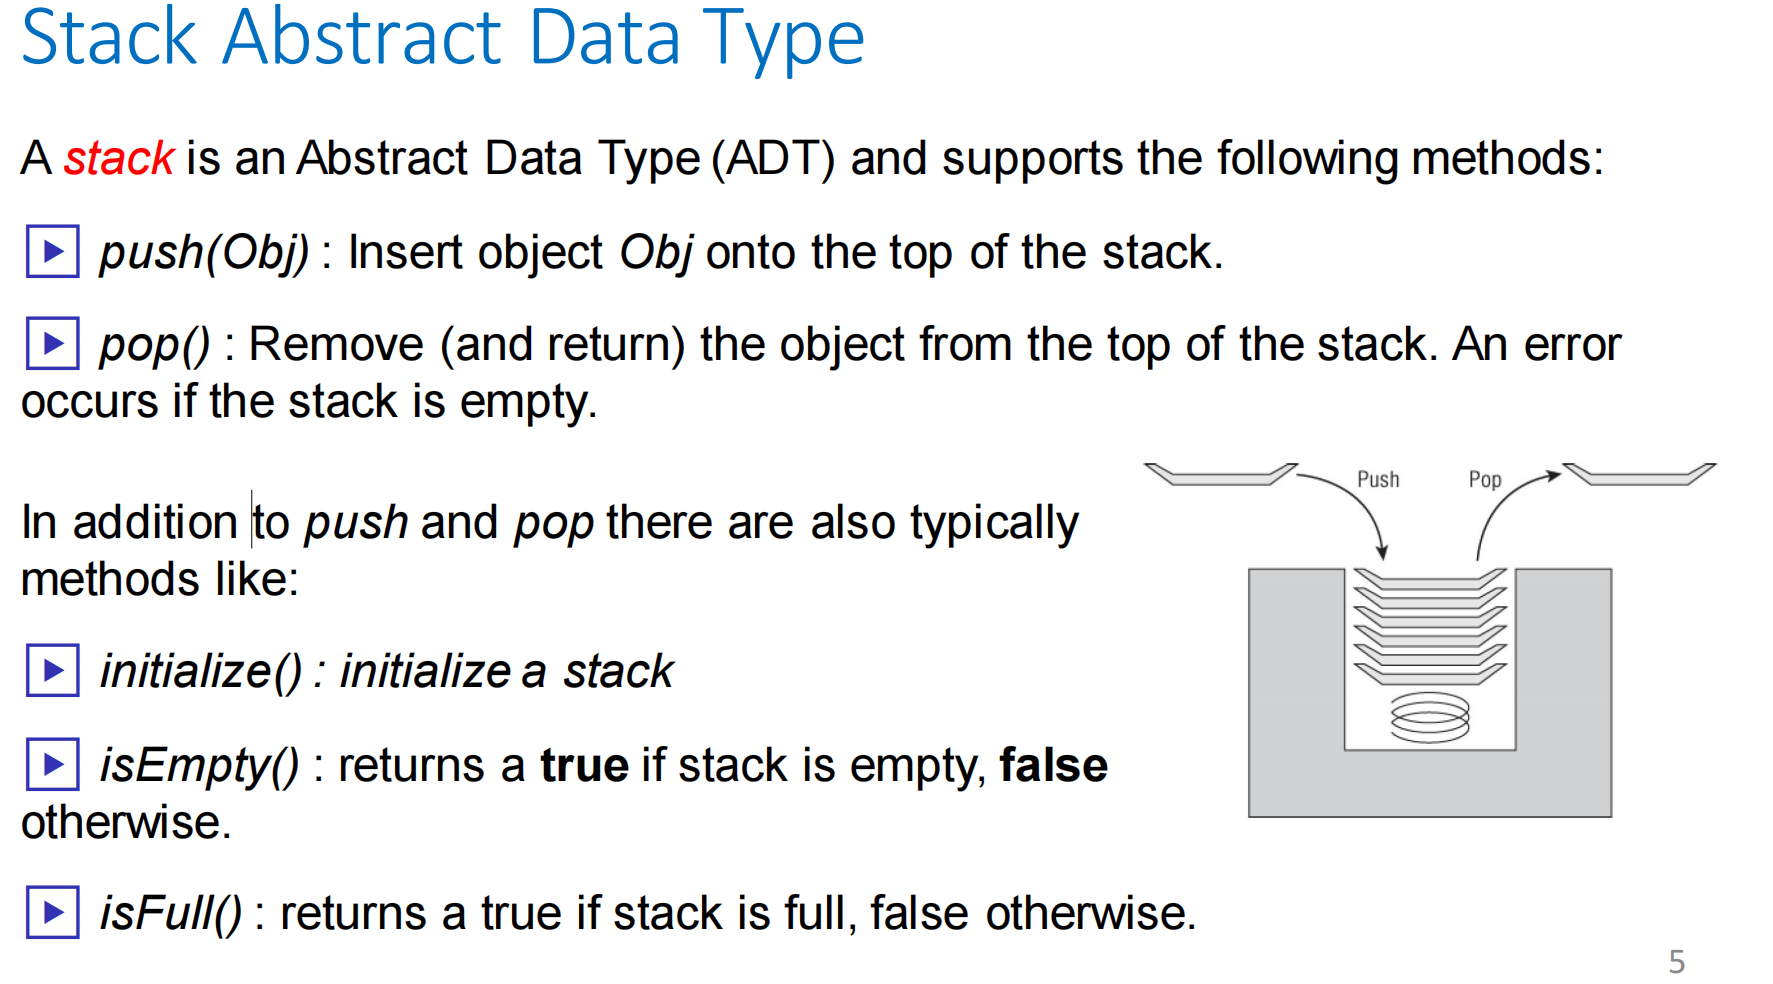 Stack Abstract Data Type
A stack is an Abstract Data Type (ADT) and supports the following methods:
push(Obj) : Insert object Obj onto the top of the stack.
pop() : Remove (and return) the object from the top of the stack. An error
occurs if the stack is empty.
In addition to push and pop there are also typically
methods like:
Push Pop
initialize() : initialize a stack
isEmpty() : returns a true if stack is empty, false
otherwise.
isFull() : returns a true if stack is full, false otherwise.
5